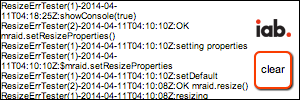 ResizeErrTester(1)-2014-04-
11T04:18:25Z:showConsole(true)
ResizeErrTester(2)-2014-04-11T04:10:10Z:OK
mraid.setResizeProperties()
ResizeErrTester(1)-2014-04-11T04:10:10Z:setting properties
ResizeErrTester(1)-2014-04-
11T04:10:10Z:$mraid.setResizeProperties
ResizeErrTester(1)-2014-04-11T04:10:10Z:setDefault
ResizeErrTester(2)-2014-04-11T04:10:08Z:OK mraid.resize()
ResizeErrTester(1)-2014-04-11T04:10:08Z:resizing
iab.
clear